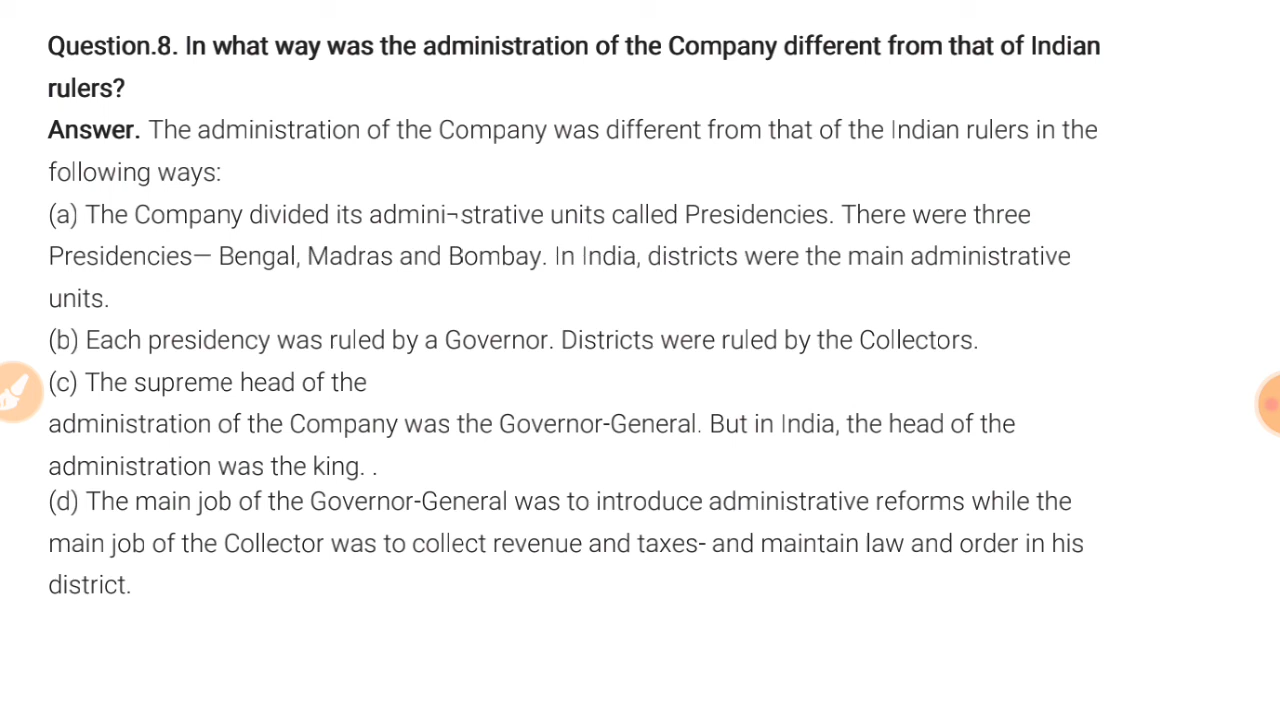 Question.8. In what way was the administration of the Company different from that of Indian
rulers?
Answer. The administration of the Company was different from that of the Indian rulers in the
following ways:
(a) The Company divided its admini¬strative units called Presidencies. There were three
Presidencies— Bengal, Madras and Bombay. In India, districts were the main administrative
units.
(b) Each presidency was ruled by a Governor. Districts were ruled by the Collectors.
(c) The supreme head of the
administration of the Company was the Governor-General. But in India, the head of the
administration was the king. .
(d) The main job of the Governor-General was to introduce administrative reforms while the
main job of the Collector was to collect revenue and taxes- and maintain law and order in his
district.